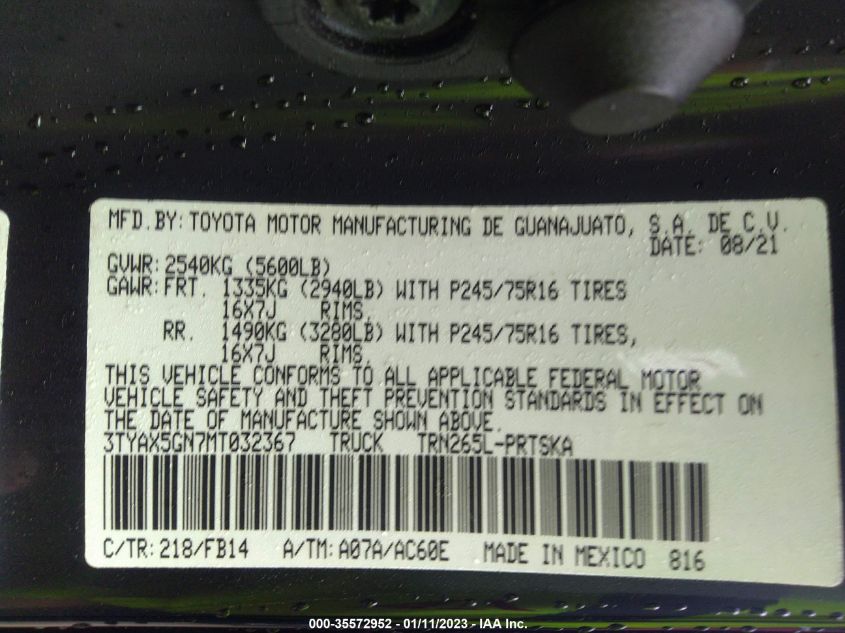 MFD.BY: TOYOTA MOTOR MANUFACTURING DE GUANAJUATO, S.A. DE C.V.
DATE: 08/21
GVWR: 2540KG (5600LB)
GAWR: FRT. 1335KG (2940LB) WITH P245/75R16 TIRES
16X7J RIMS,
RR. 1490KG (3280LB) WITH P245/75R16 TIRES,
16X7J RIMS.
THIS VEHICLE CONFORMS TO ALL APPLICABLE FEDERAL MOTOR
VEHICLE SAFETY AND THEFT PREVENTION STANDARDS IN EFFECT ON
THE DATE OF MANUFACTURE SHOWN ABOVE.
3TYAX5GN7MT032367 TRUCK TRN265L-PRTSKA
C/TR: 218/FB14 A/TM: A07A/AC60E MADE IN MEXICO 816
000-35572952 - 01/11/2023 - IAA Inc.